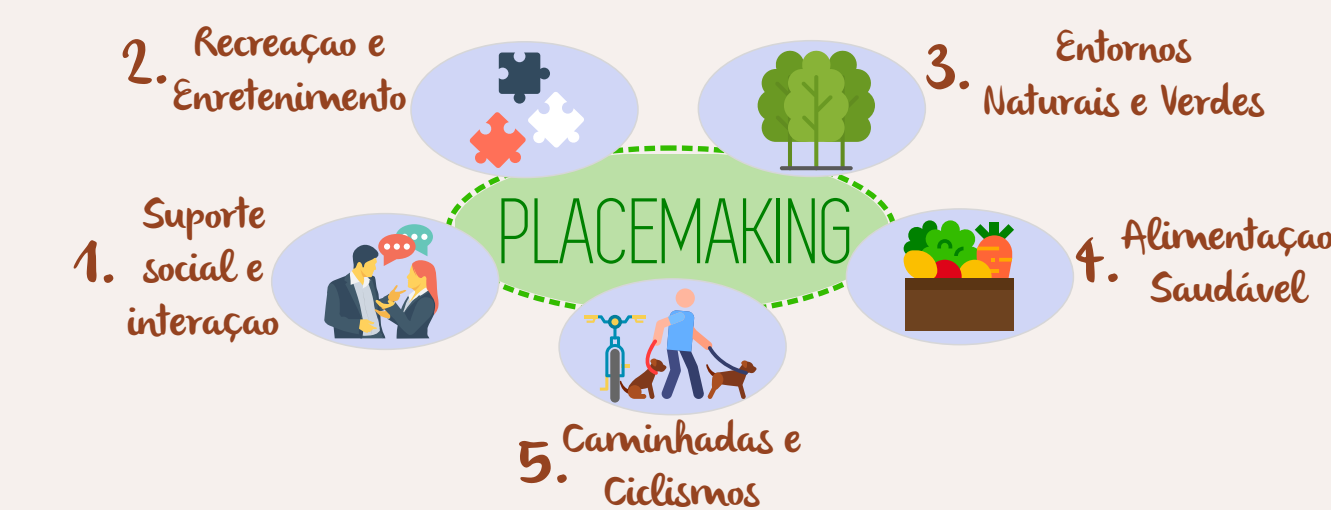 2. Recreaçao e
Enretenimento
3. Entornos
Naturais e Verdes
PLACEMAKING
1. Suporte
social e
interaçao
4. Alimentaçao
Saudável
5. Caminhadas e
Ciclismos